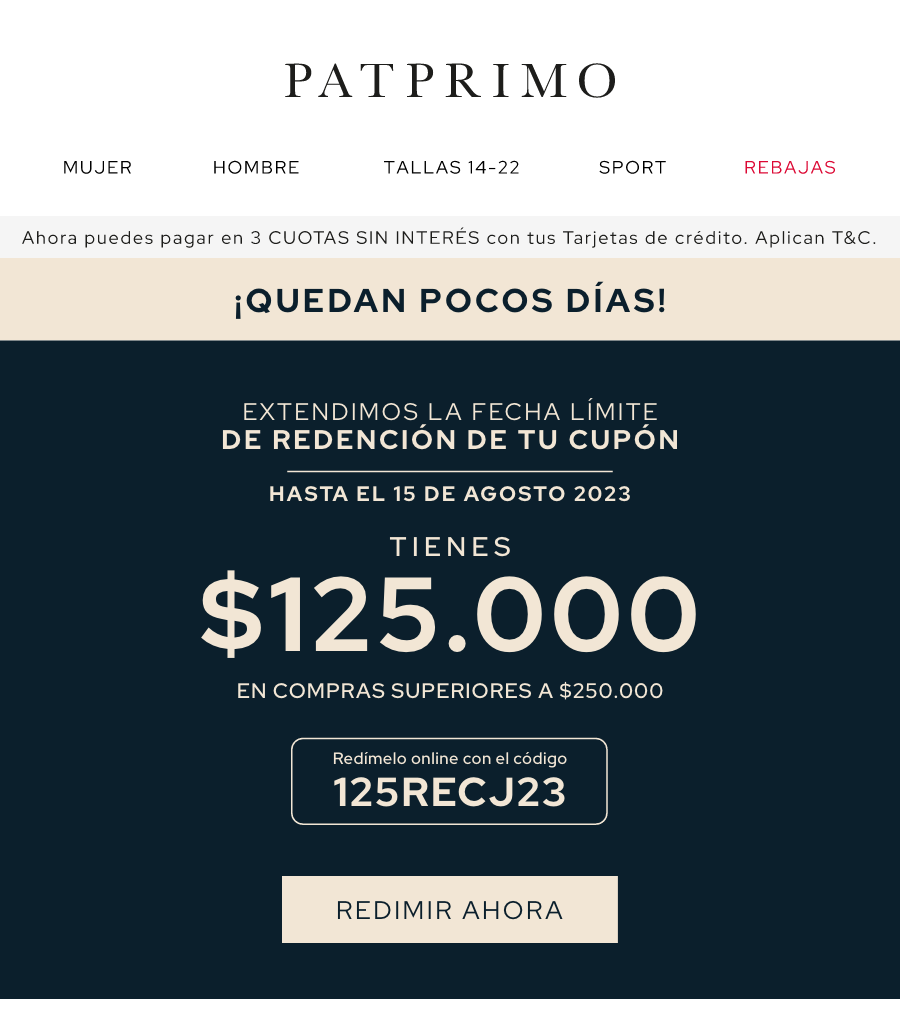 PATPRIMO
MUJER HOMBRE TALLAS 14-22 SPORT REBAJAS
Ahora puedes pagar en 3 CUOTAS SIN INTERÉS con tus Tarjetas de crédito. Aplican T&C.
¡QUEDAN POCOS DÍAS!
EXTENDIMOS LA FECHA LÍMITE
DE REDENCIÓN DE TU CUPÓN
HASTA EL 15 DE AGOSTO 2023
TIENES
$125.000
EN COMPRAS SUPERIORES A $250.000
Redímelo online con el código
125RECJ23
REDIMIR AHORA